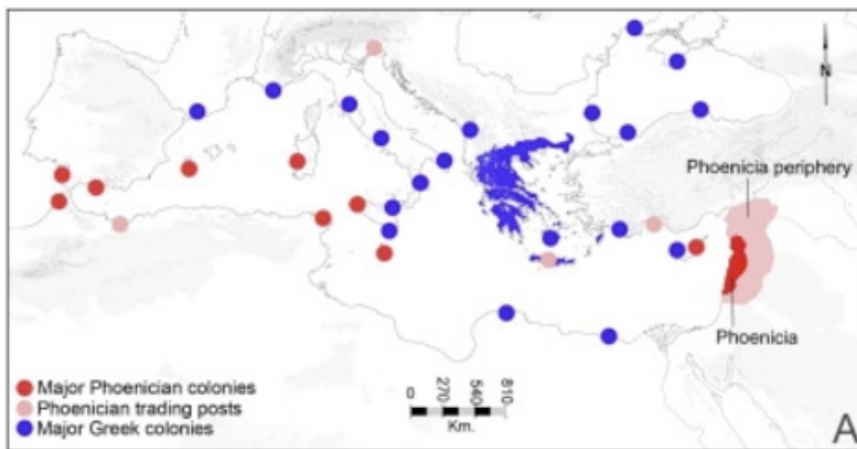 N
Phoenicia periphery
Phoenicia
Major Phoenician colonies
Phoenician trading posts
Major Greek colonies
0
270
540
810
Km.
A